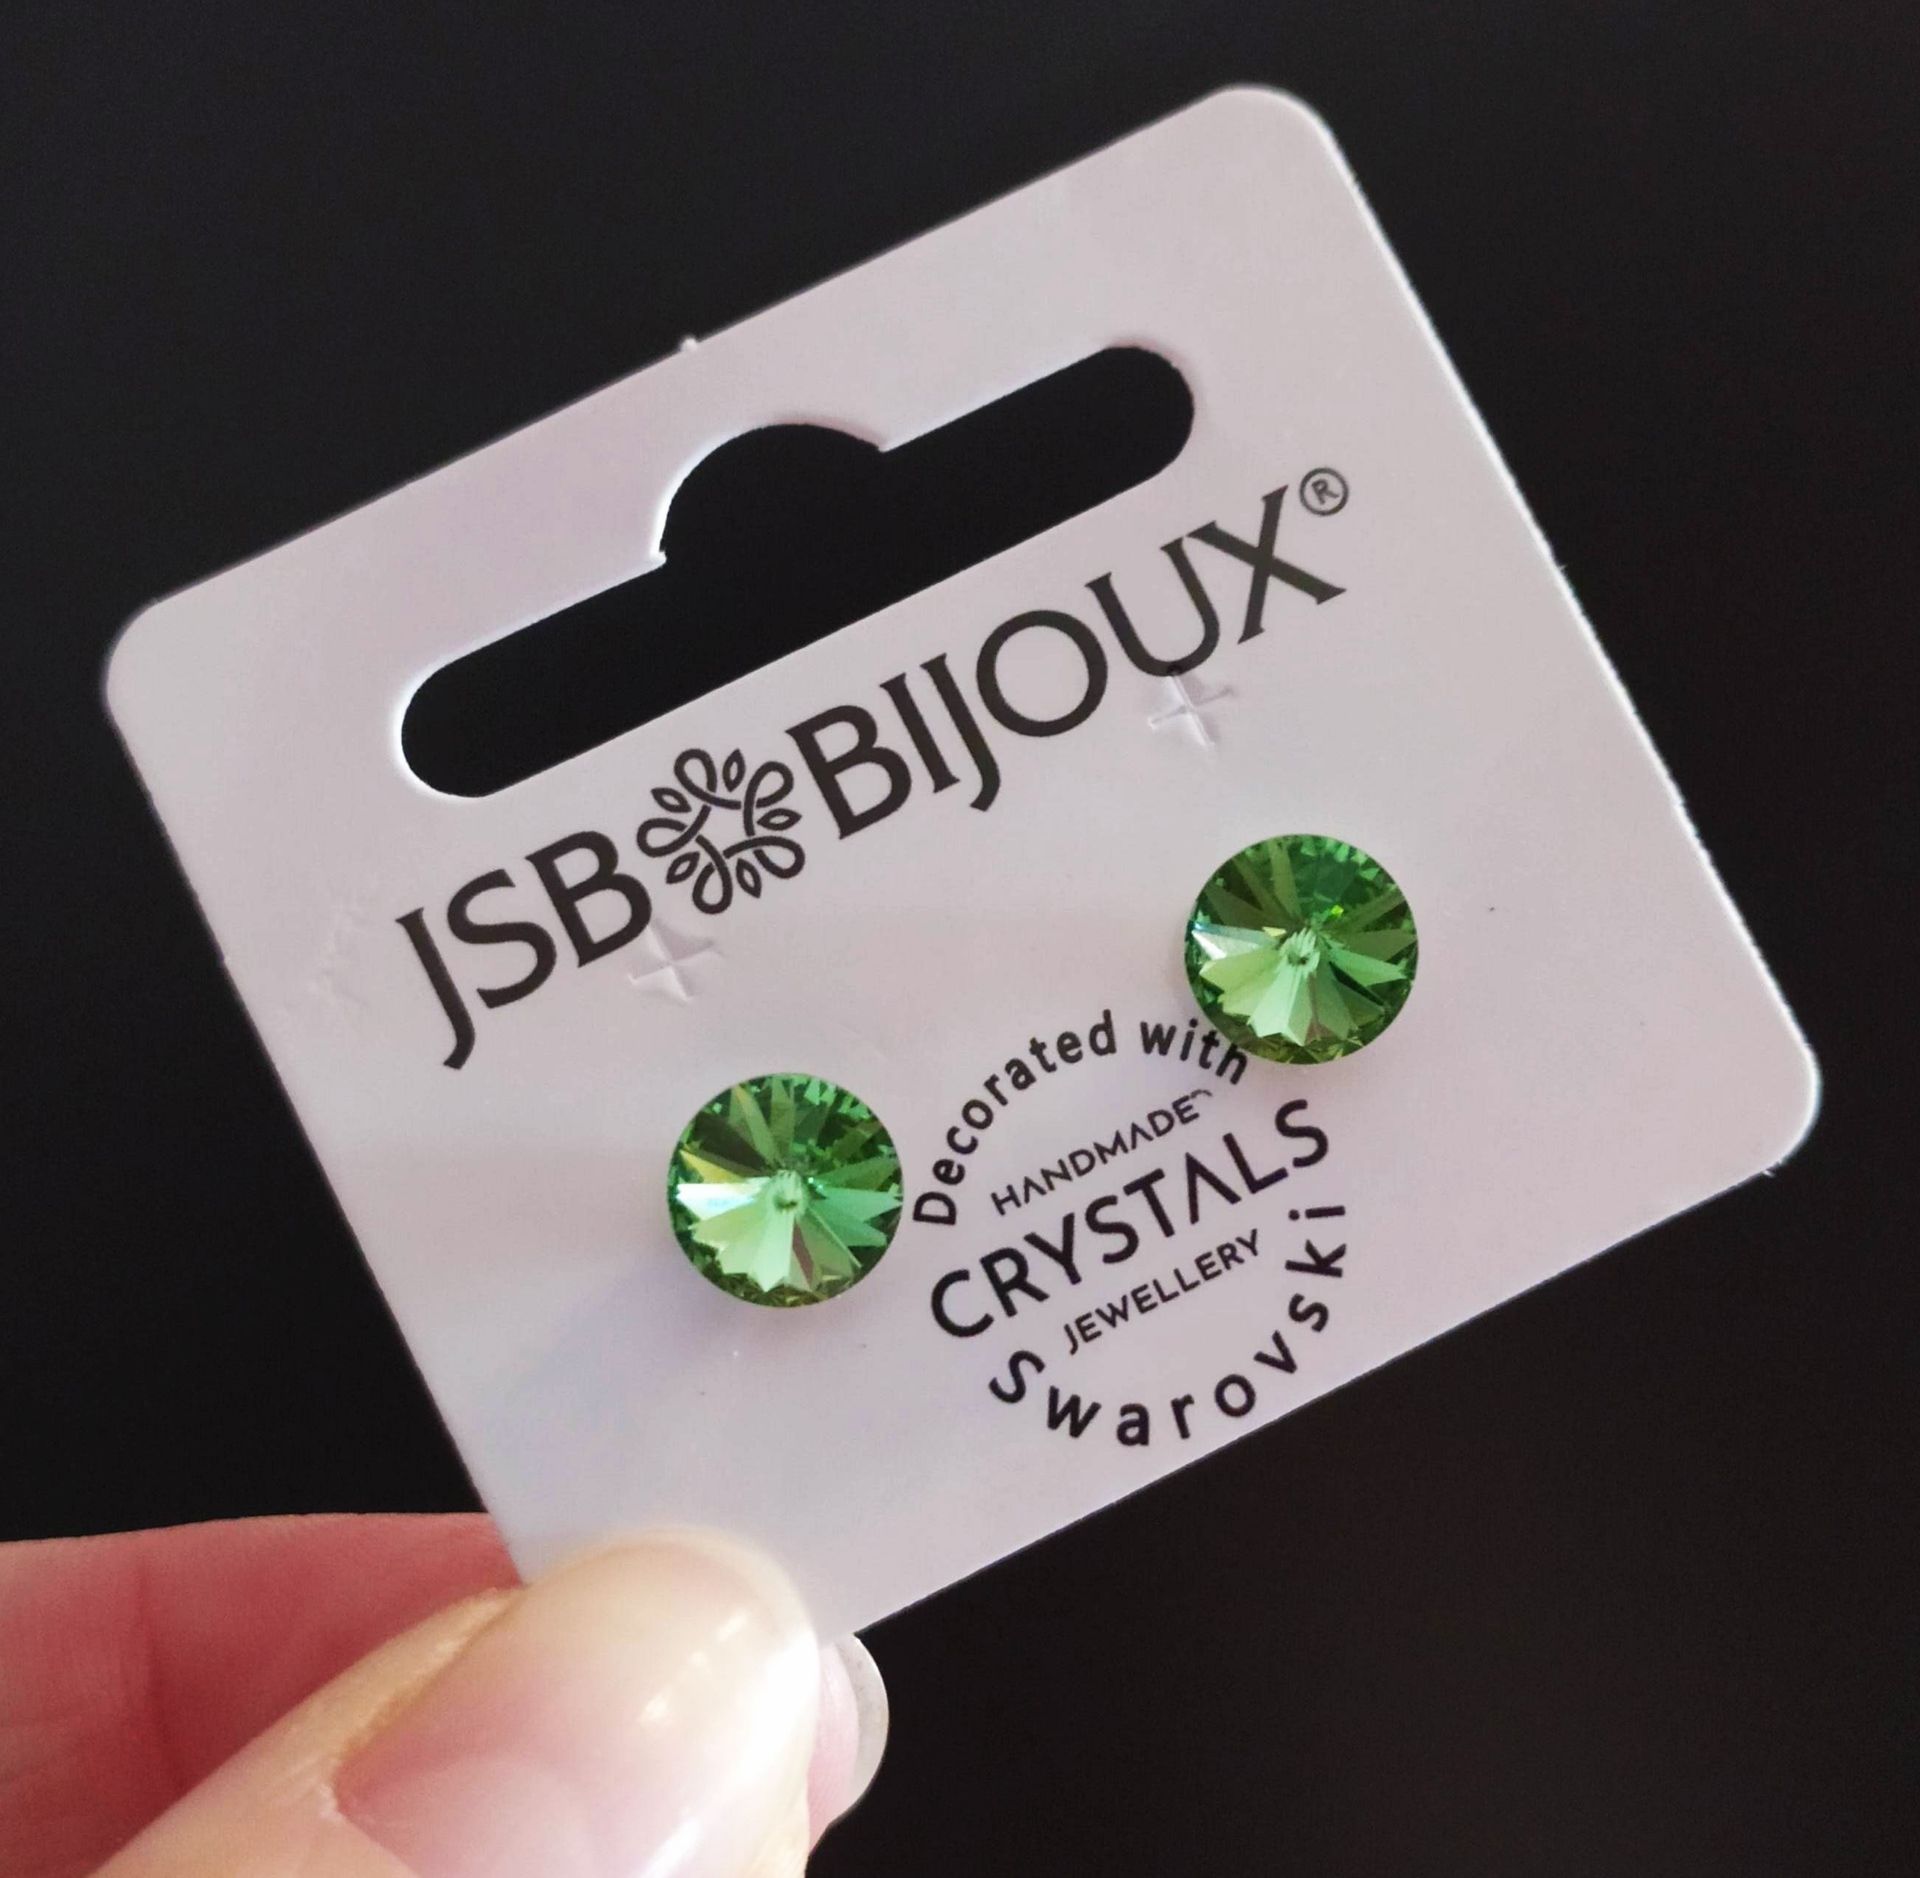 JSB BIJOUX®
Decorated with
HANDMADE
CRYSTALS
JEWELLERY
Swarovski